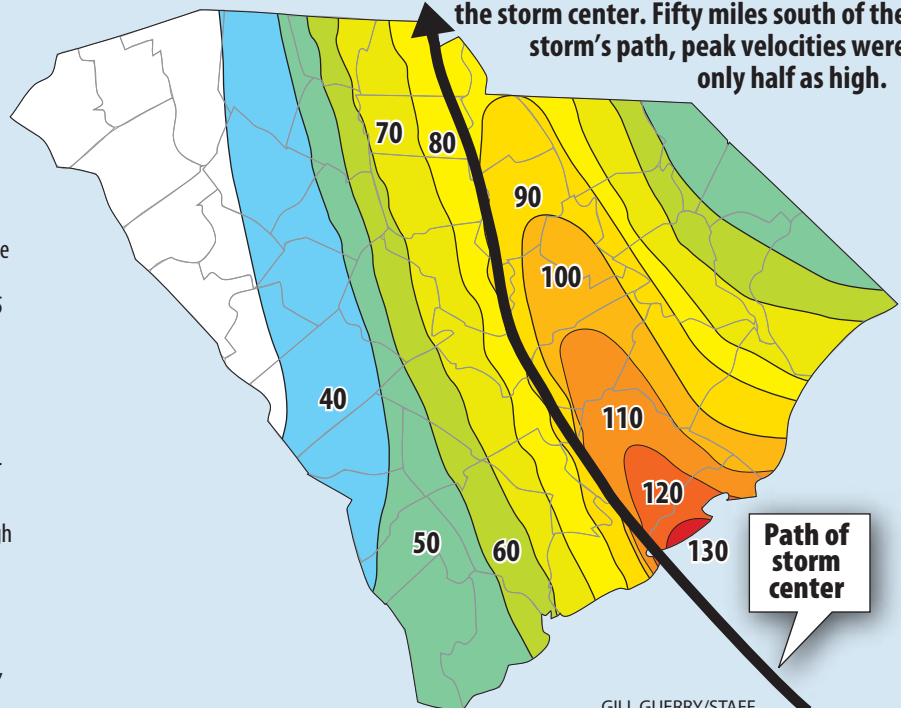 the storm center. Fifty miles south of the
storm's path, peak velocities were
only half as high.
70
80
90
100
40
110
120
50
60
130
Path of
storm
center
GILL GUERRY/STAFF